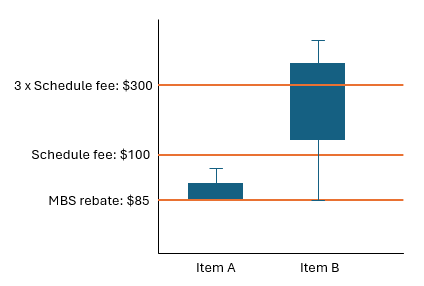 3 x Schedule fee: $300
Schedule fee: $100
MBS rebate: $85
Item A
Item B